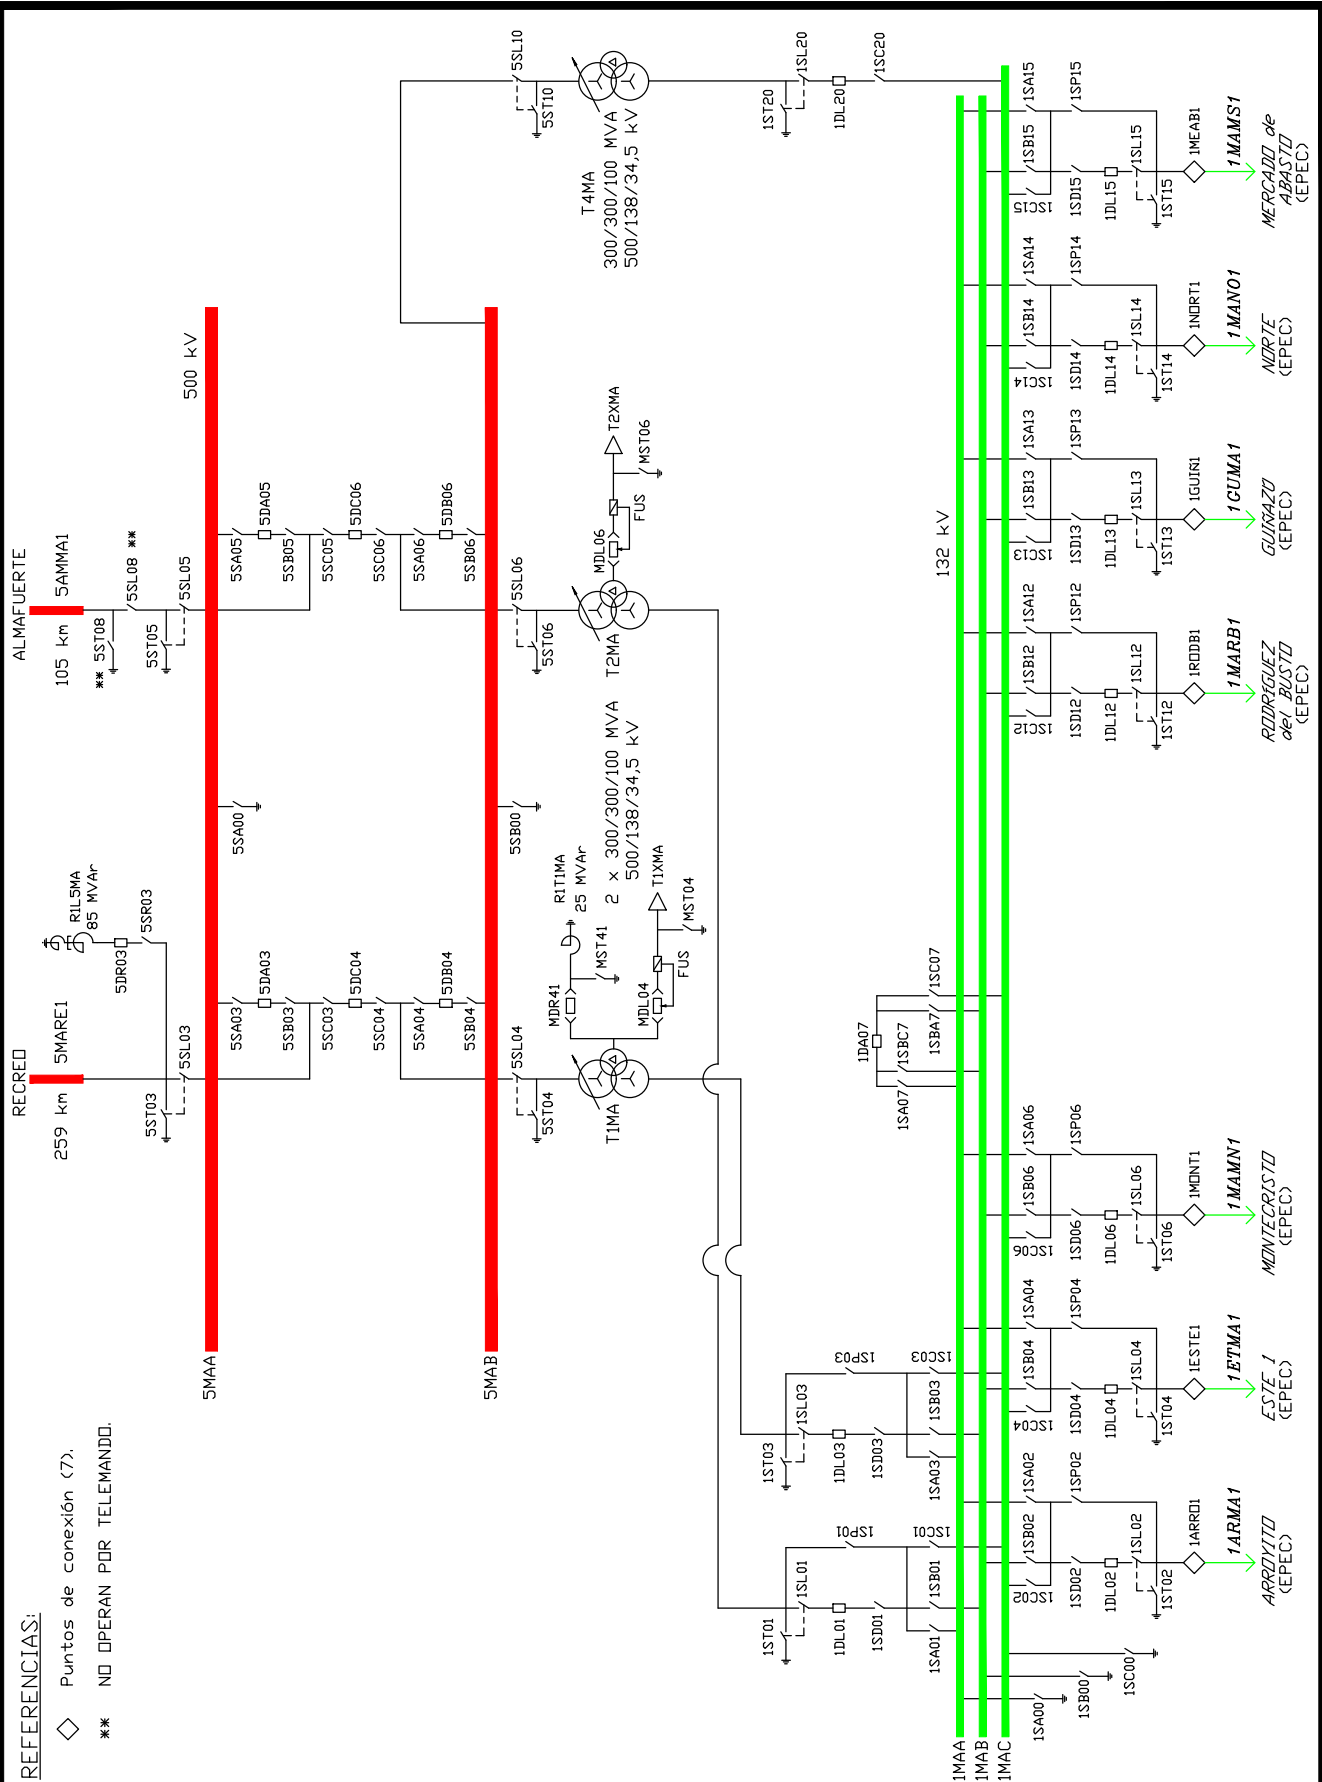 REFERENCIAS:
Puntos de conexión (7).
** NO OPERAN POR TELEMANDO.
RECREO
259 km 5MARE1
5ST03
5SL03
R1L5MA
85 MVAr
5DR03
5SR03
ALMAFUERTE
105 km 5AMMA1
** 5ST08
5SL08 **
5ST05
5SL05
5MAA
500 kV
5SA03
5DA03
5SB03
5SC03
5DC04
5SC04
5SA04
5DB04
5SB04
5SA00
5SA05
5DA05
5SB05
5SC05
5DC06
5SC06
5SA06
5DB06
5SB06
5MAB
5SB00
5SL04
5ST04
T1MA
MDR41
R1T1MA
25 MVAr
MST41
MDL04
FUS
T1XMA
MST04
2 x 300/300/100 MVA
500/138/34,5 kV
5SL06
5ST06
T2MA
MDL06
FUS
T2XMA
MST06
5SL10
5ST10
T4MA
300/300/100 MVA
500/138/34,5 kV
1ST20
1SL20
1DL20
1SC20
1ST01
1SL01
1DL01
1SD01
1SP01
1SA01
1SB01
1SC01
1ST03
1SL03
1DL03
1SD03
1SP03
1SA03
1SB03
1SC03
1DA07
1SA07
1SBC7
1SBA7
1SC07
132 kV
1MAA
1MAB
1MAC
1SA00
1SB00
1SC00
1SC02
1SB02
1SA02
1SD02
1SP02
1DL02
1SL02
1ST02
1ARRO1
1ARMA1
ARROYITO
(EPEC)
1SC04
1SB04
1SA04
1SD04
1SP04
1DL04
1SL04
1ST04
1ESTE1
1ETMA1
ESTE 1
(EPEC)
1SC06
1SB06
1SA06
1SD06
1SP06
1DL06
1SL06
1ST06
1MONT1
1MAMN1
MONTECRISTO
(EPEC)
1SC12
1SB12
1SA12
1SD12
1SP12
1DL12
1SL12
1ST12
1RODB1
1MARB1
RODRíGUEZ
del BUSTO
(EPEC)
1SC13
1SB13
1SA13
1SD13
1SP13
1DL13
1SL13
1ST13
1GUIÑ1
1GUMA1
GUIÑAZO
(EPEC)
1SC14
1SB14
1SA14
1SD14
1SP14
1DL14
1SL14
1ST14
1NORT1
1MANO1
NORTE
(EPEC)
1SC15
1SB15
1SA15
1SD15
1SP15
1DL15
1SL15
1ST15
1MEAB1
1MAMS1
MERCADO de
ABASTO
(EPEC)